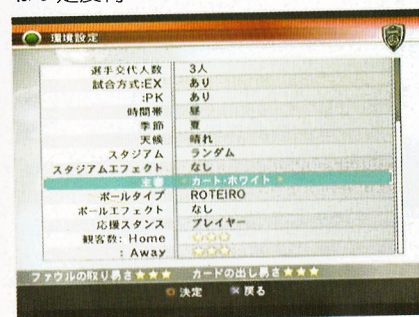 環境設定
選手交代人数 3人
試合方式:EX あり
:PK あり
時間帯 昼
季節 夏
天候 晴れ
スタジアム ランダム
スタジアムエフェクト なし
主審 カート・ホワイト
ボールタイプ ROTEIRO
ボールエフェクト なし
応援スタンス プレイヤー
観客数: Home ☆☆☆
: Away ☆☆☆
ファウルの取り易さ★★★ カードの出し易さ★★★
決定 戻る